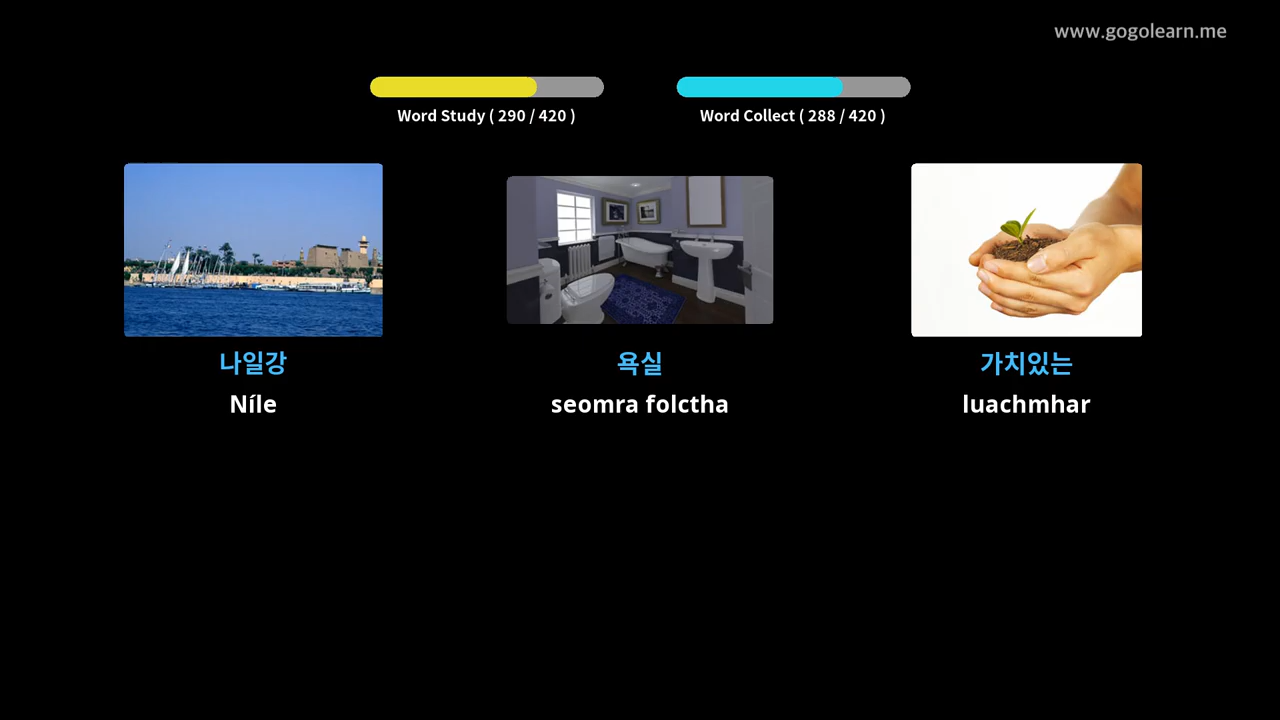 www.gogolearn.me
Word Study ( 290 / 420 )
Word Collect ( 288 / 420 )
나일강
욕실
가치있는
Níle
seomra folctha
luachmhar